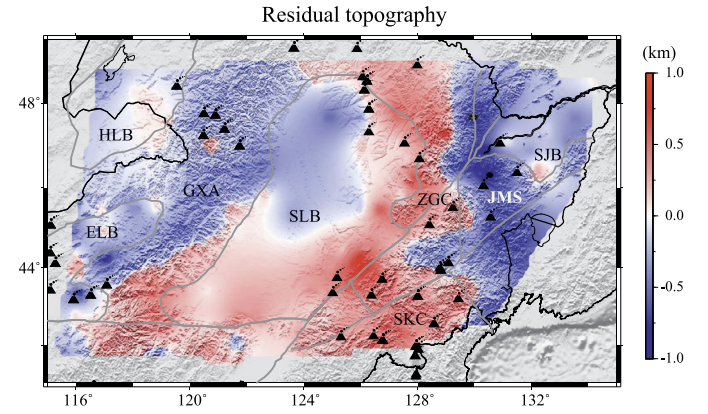 Residual topography
(km)
1.0
0.5
0.0
-0.5
-1.0
48°
44°
116°
120°
124°
128°
132°
HLB
GXA
ELB
SLB
ZGC
SJB
JMS
SKC